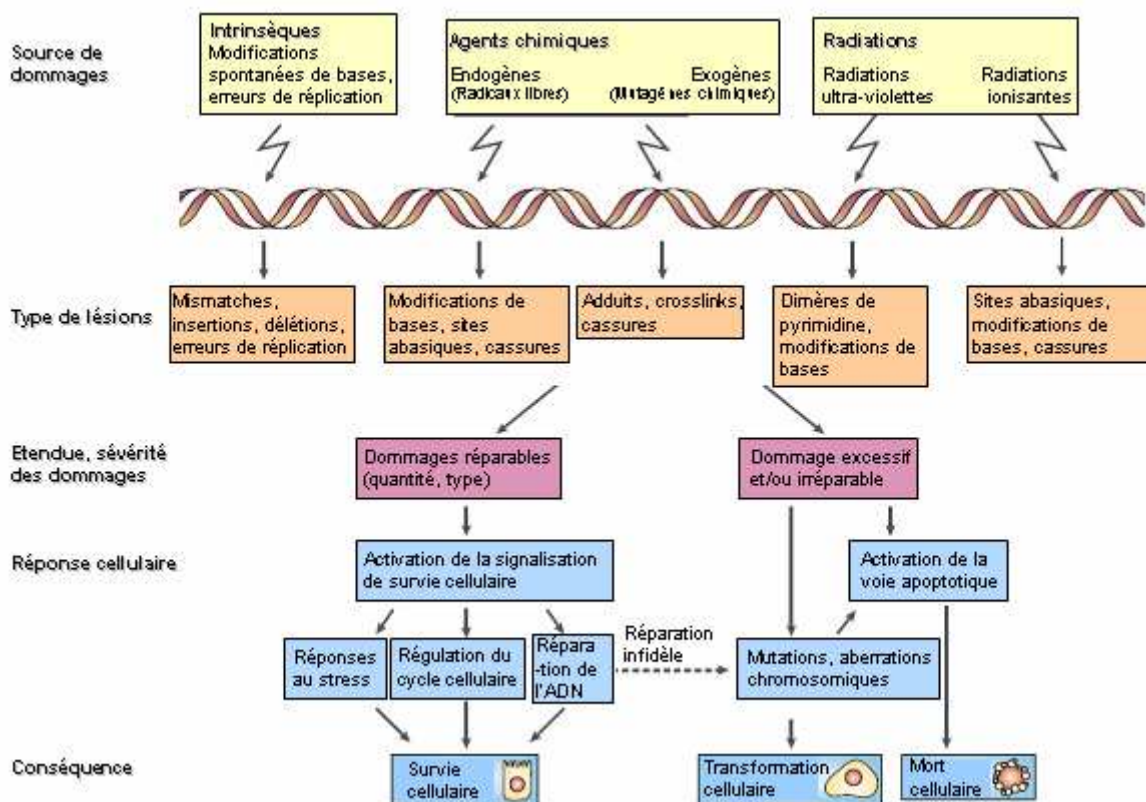 Source de
dommages
Intrinsèques
Modifications
spontanées de bases,
erreurs de réplication
Agents chimiques
Endogènes
(Radicaux libres)
Exogènes
(Mutagènes chimiques)
Radiations
Radiations
ultra-violettes
Radiations
ionisantes
Type de lésions
Mismatches,
insertions, délétions,
erreurs de réplication
Modifications de
bases, sites
abasiques, cassures
Adduits, crosslinks,
cassures
Dimères de
pyrimidine,
modifications de
bases
Sites abasiques,
modifications de
bases, cassures
Etendue, sévérité
des dommages
Dommages réparables
(quantité, type)
Dommage excessif
et/ou irréparable
Réponse cellulaire
Activation de la signalisation
de survie cellulaire
Activation de la
voie apoptotique
Réponses
au stress
Régulation du
cycle cellulaire
Répara
-tion de
l'ADN
Réparation
infidèle
Mutations, aberrations
chromosomiques
Conséquence
Survie
cellulaire
Transformation
cellulaire
Mort
cellulaire